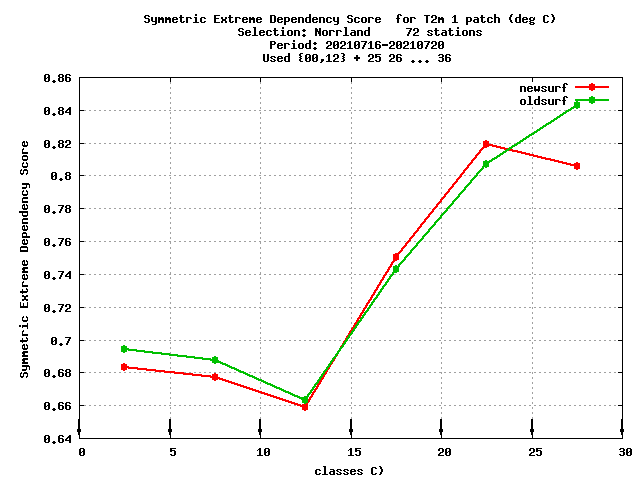 Symmetric Extreme Dependency Score  for T2m 1 patch (deg C)
Selection: Norrland     72 stations
Period: 20210716-20210720
Used {00,12} + 25 26 ... 36
newsurf
oldsurf
Symmetric Extreme Dependency Score
0.86
0.84
0.82
0.8
0.78
0.76
0.74
0.72
0.7
0.68
0.66
0.64
0 5 10 15 20 25 30
classes C)